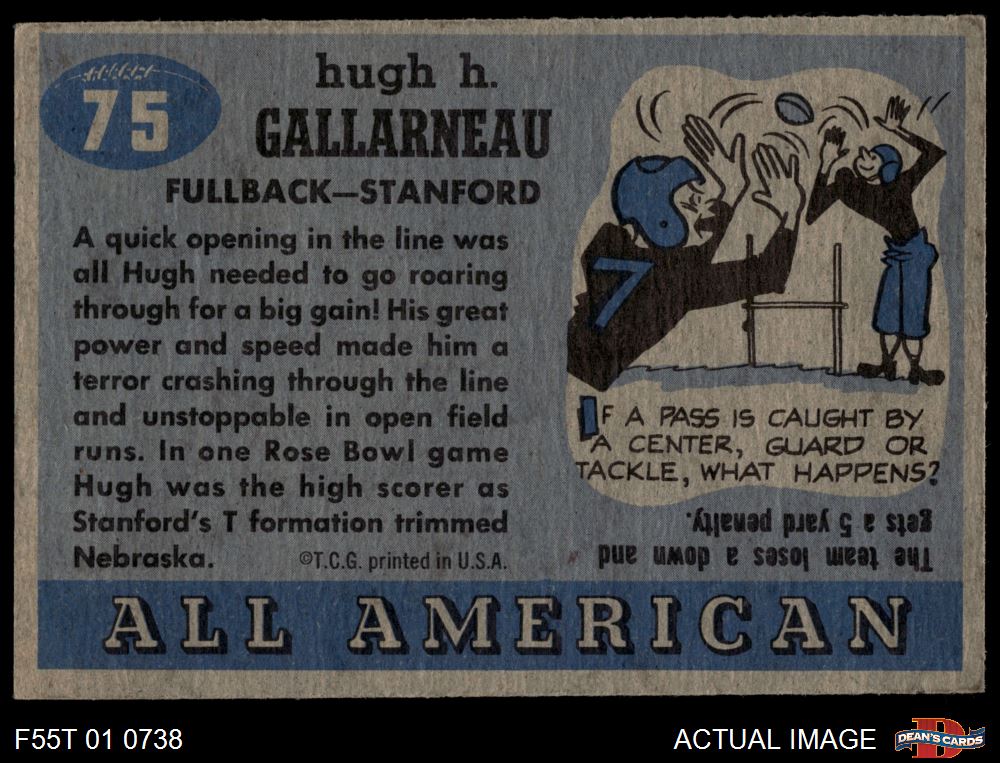 75
hugh h.
GALLARNEAU
FULLBACK—STANFORD
A quick opening in the line was
all Hugh needed to go roaring
through for a big gain! His great
power and speed made him a
terror crashing through the line
and unstoppable in open field
runs. In one Rose Bowl game
Hugh was the high scorer as
Stanford's T formation trimmed
Nebraska.
©T.C.G. printed in U.S.A.
7
IF A PASS IS CAUGHT BY
A CENTER, GUARD OR
TACKLE, WHAT HAPPENS?
The team loses a down and
gets a 5 yard penalty.
ALL AMERICAN
F55T 01 0738
ACTUAL IMAGE
D
DEAN'S CARDS